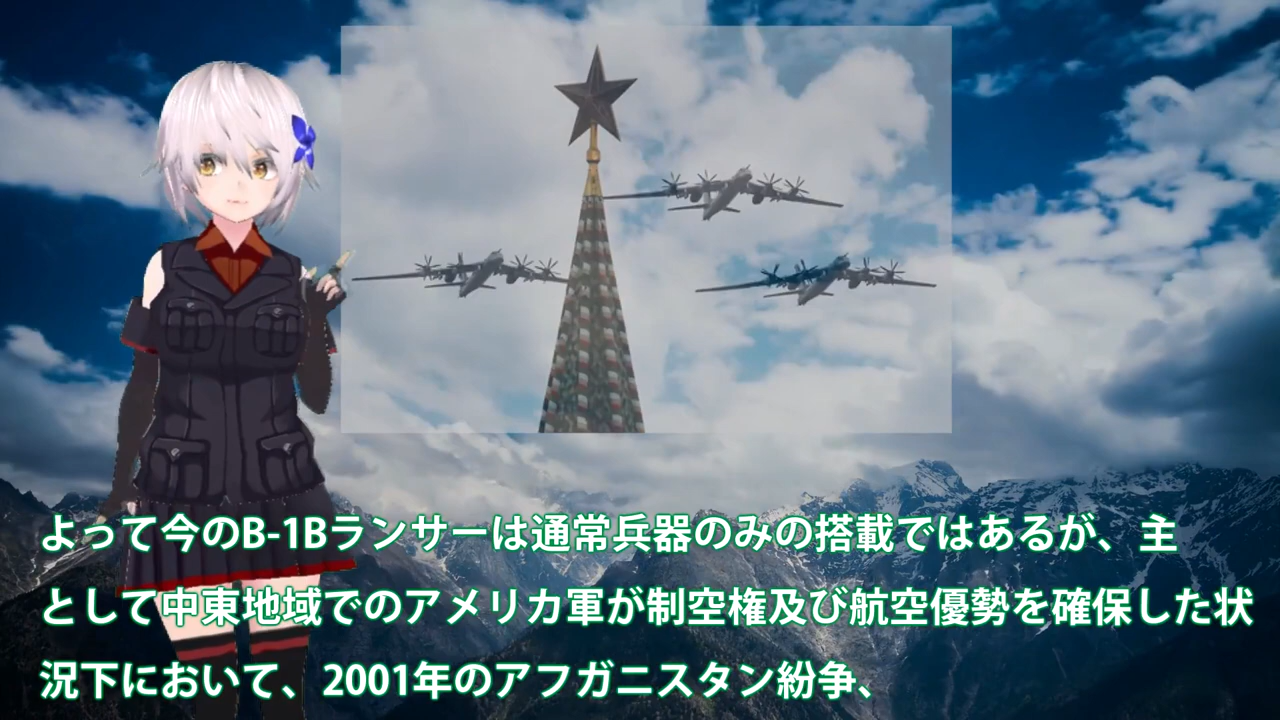 よって今のB-1Bランサーは通常兵器のみの搭載ではあるが、主
として中東地域でのアメリカ軍が制空権及び航空優勢を確保した状
況下において、2001年のアフガニスタン紛争、